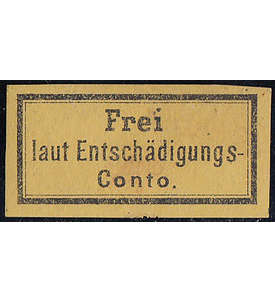 Frei
laut Entschädigungs-
Conto.